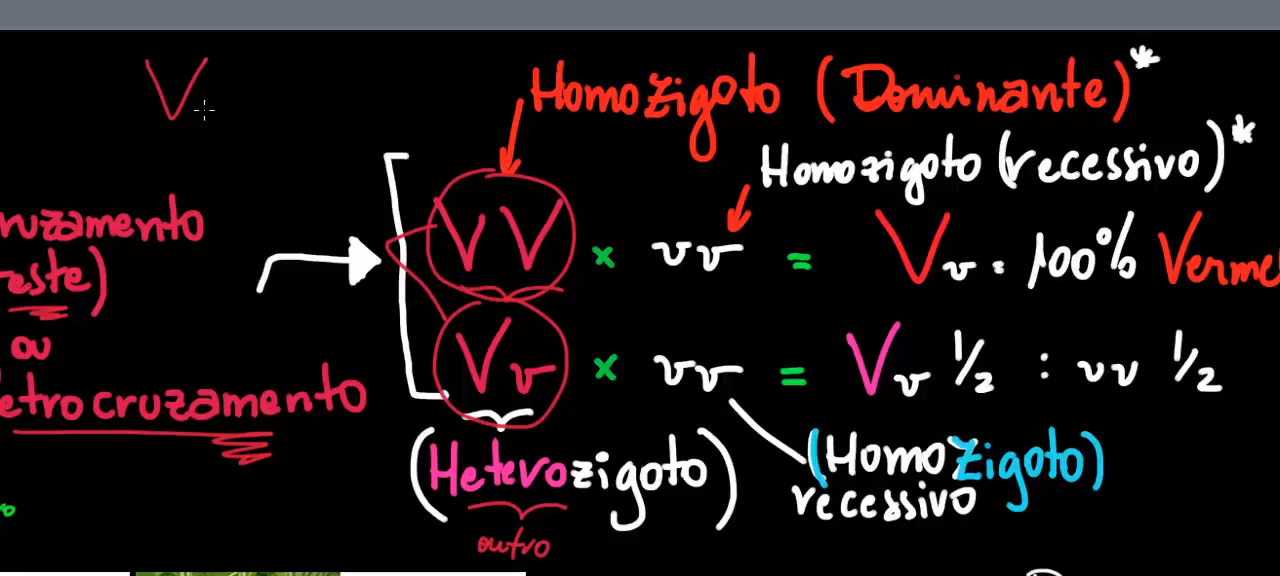 V
Homozigoto (Dominante)*
Homozigoto (recessivo)*
ruzamento
este)
ou
etrocruzamento
VV × vv = Vv = 100% Verme
Vv × vv = Vv 1/2 : vv 1/2
(Heterozigoto)
outro
(Homozigoto)
recessivo